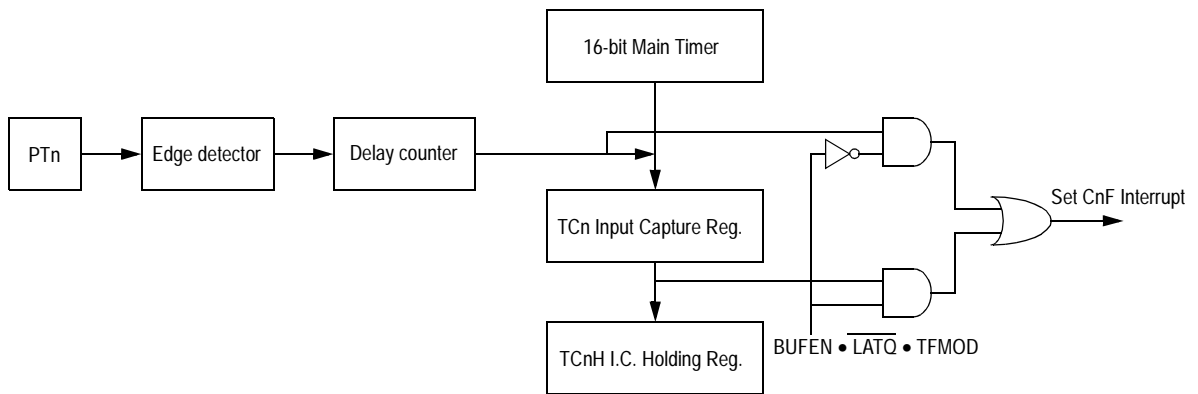 16-bit Main Timer
PTn
Edge detector
Delay counter
Set CnF Interrupt
TCn Input Capture Reg.
TCnH I.C. Holding Reg.
BUFEN • L̅A̅T̅Q̅ • TFMOD